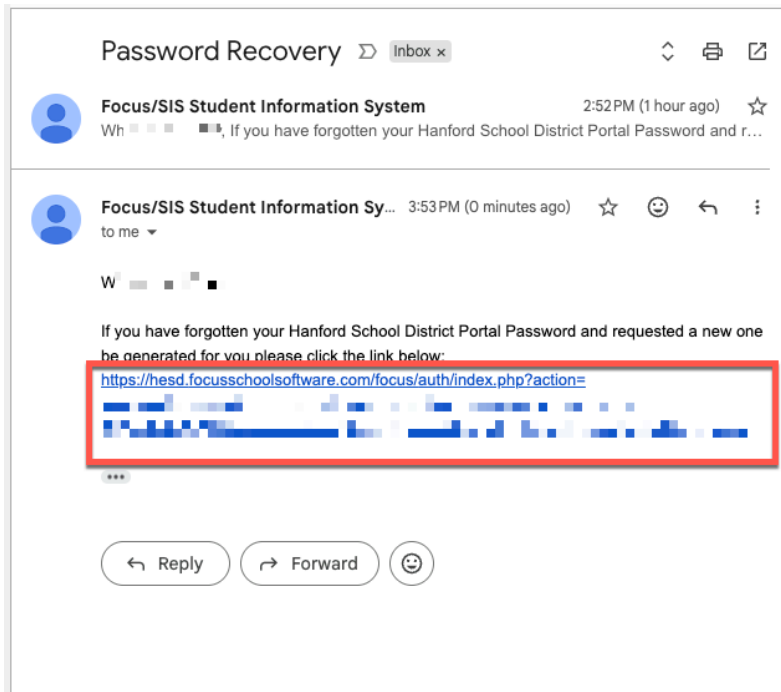 Password Recovery Inbox ×
Focus/SIS Student Information System 2:52 PM (1 hour ago)
Wh , If you have forgotten your Hanford School District Portal Password and r...
Focus/SIS Student Information Sy... 3:53 PM (0 minutes ago)
to me
W
If you have forgotten your Hanford School District Portal Password and requested a new one
be generated for you please click the link below:
https://hesd.focusschoolsoftware.com/focus/auth/index.php?action=
Reply Forward